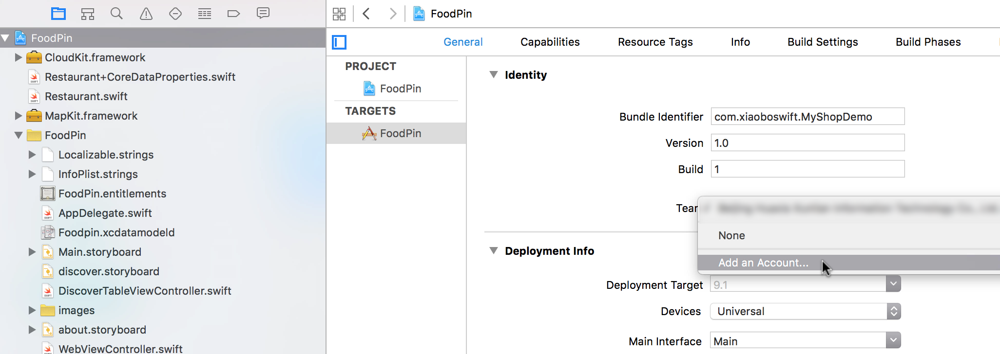 FoodPin
CloudKit.framework
Restaurant+CoreDataProperties.swift
Restaurant.swift
MapKit.framework
FoodPin
Localizable.strings
InfoPlist.strings
FoodPin.entitlements
AppDelegate.swift
Foodpin.xcdatamodeld
Main.storyboard
discover.storyboard
DiscoverTableViewController.swift
images
about.storyboard
WebViewController.swift
FoodPin
General Capabilities Resource Tags Info Build Settings Build Phases
PROJECT
FoodPin
TARGETS
FoodPin
Identity
Bundle Identifier com.xiaoboswift.MyShopDemo
Version 1.0
Build 1
None
Add an Account...
Deployment Info
Deployment Target 9.1
Devices Universal
Main Interface Main